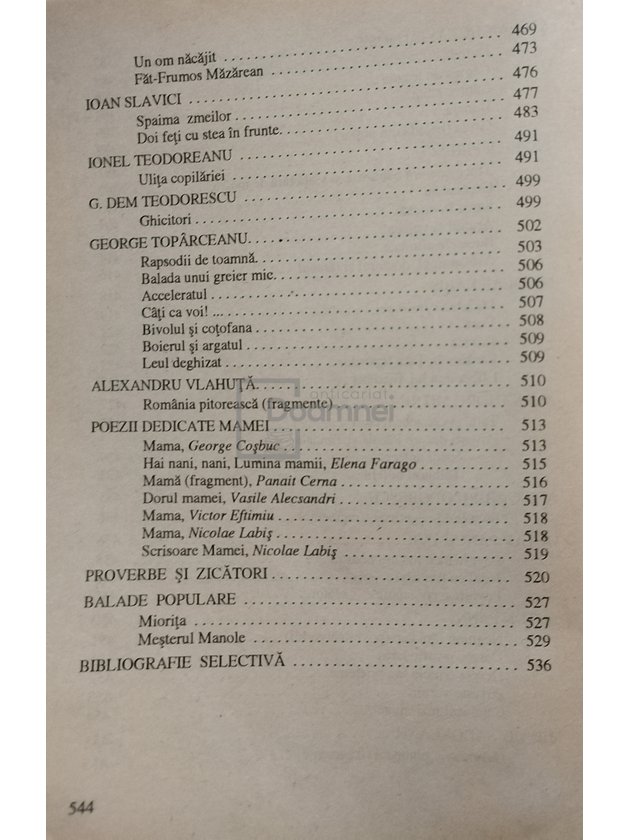 Un om năcăjit ........................ 469
Făt-Frumos Măzărean ........................ 473
IOAN SLAVICI ........................ 476
Spaima zmeilor ........................ 477
Doi feţi cu stea în frunte ........................ 483
IONEL TEODOREANU ........................ 491
Uliţa copilăriei ........................ 491
G. DEM TEODORESCU ........................ 499
Ghicitori ........................ 499
GEORGE TOPÂRCEANU ........................ 502
Rapsodii de toamnă ........................ 503
Balada unui greier mic ........................ 506
Acceleratul ........................ 506
Câţi ca voi! ........................ 507
Bivolul şi coţofana ........................ 508
Boierul şi argatul ........................ 509
Leul deghizat ........................ 509
ALEXANDRU VLAHUŢĂ ........................ 510
România pitorească (fragmente) ........................ 510
POEZII DEDICATE MAMEI ........................ 513
Mama, George Coşbuc ........................ 513
Hai nani, nani, Lumina mamii, Elena Farago ........................ 515
Mamă (fragment), Panait Cerna ........................ 516
Dorul mamei, Vasile Alecsandri ........................ 517
Mama, Victor Eftimiu ........................ 518
Mama, Nicolae Labiş ........................ 518
Scrisoare Mamei, Nicolae Labiş ........................ 519
PROVERBE ŞI ZICĂTORI ........................ 520
BALADE POPULARE ........................ 527
Mioriţa ........................ 527
Meşterul Manole ........................ 529
BIBLIOGRAFIE SELECTIVĂ ........................ 536
544
anticariat
Doamnei